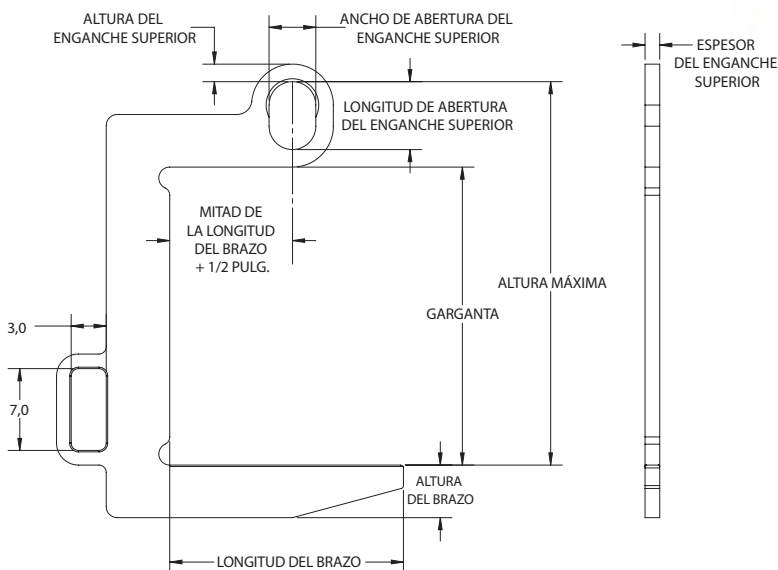 ALTURA DEL
ENGANCHE SUPERIOR
ANCHO DE ABERTURA DEL
ENGANCHE SUPERIOR
ESPESOR
DEL ENGANCHE
SUPERIOR
LONGITUD DE ABERTURA
DEL ENGANCHE SUPERIOR
MITAD DE
LA LONGITUD
DEL BRAZO
+ 1/2 PULG.
ALTURA MÁXIMA
GARGANTA
3,0
7,0
ALTURA
DEL BRAZO
LONGITUD DEL BRAZO